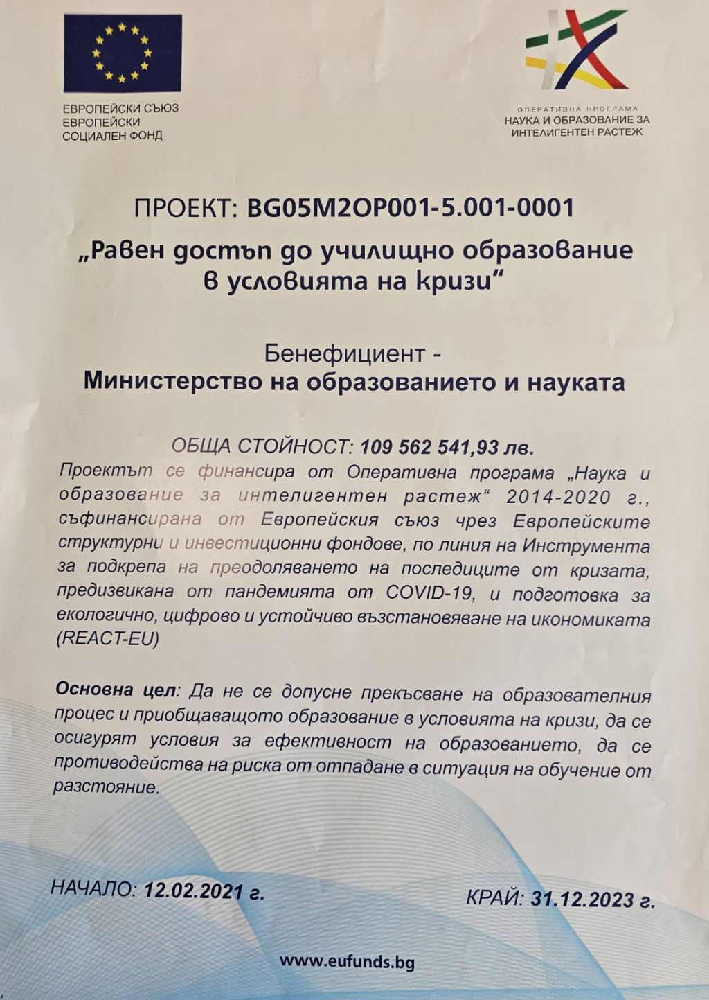 ЕВРОПЕЙСКИ СЪЮЗ
ЕВРОПЕЙСКИ
СОЦИАЛЕН ФОНД
ОПЕРАТИВНА ПРОГРАМА
НАУКА И ОБРАЗОВАНИЕ ЗА
ИНТЕЛИГЕНТЕН РАСТЕЖ
ПРОЕКТ: BG05M2OP001-5.001-0001
„Равен достъп до училищно образование
в условията на кризи“
Бенефициент -
Министерство на образованието и науката
ОБЩА СТОЙНОСТ: 109 562 541,93 лв.
Проектът се финансира от Оперативна програма „Наука и
образование за интелигентен растеж“ 2014-2020 г.,
съфинансирана от Европейския съюз чрез Европейските
структурни и инвестиционни фондове, по линия на Инструмента
за подкрепа на преодоляването на последиците от кризата,
предизвикана от пандемията от COVID-19, и подготовка за
екологично, цифрово и устойчиво възстановяване на икономиката
(REACT-EU)
Основна цел: Да не се допусне прекъсване на образователния
процес и приобщаващото образование в условията на кризи, да се
осигурят условия за ефективност на образованието, да се
противодейства на риска от отпадане в ситуация на обучение от
разстояние.
НАЧАЛО: 12.02.2021 г.
КРАЙ: 31.12.2023 г.
www.eufunds.bg